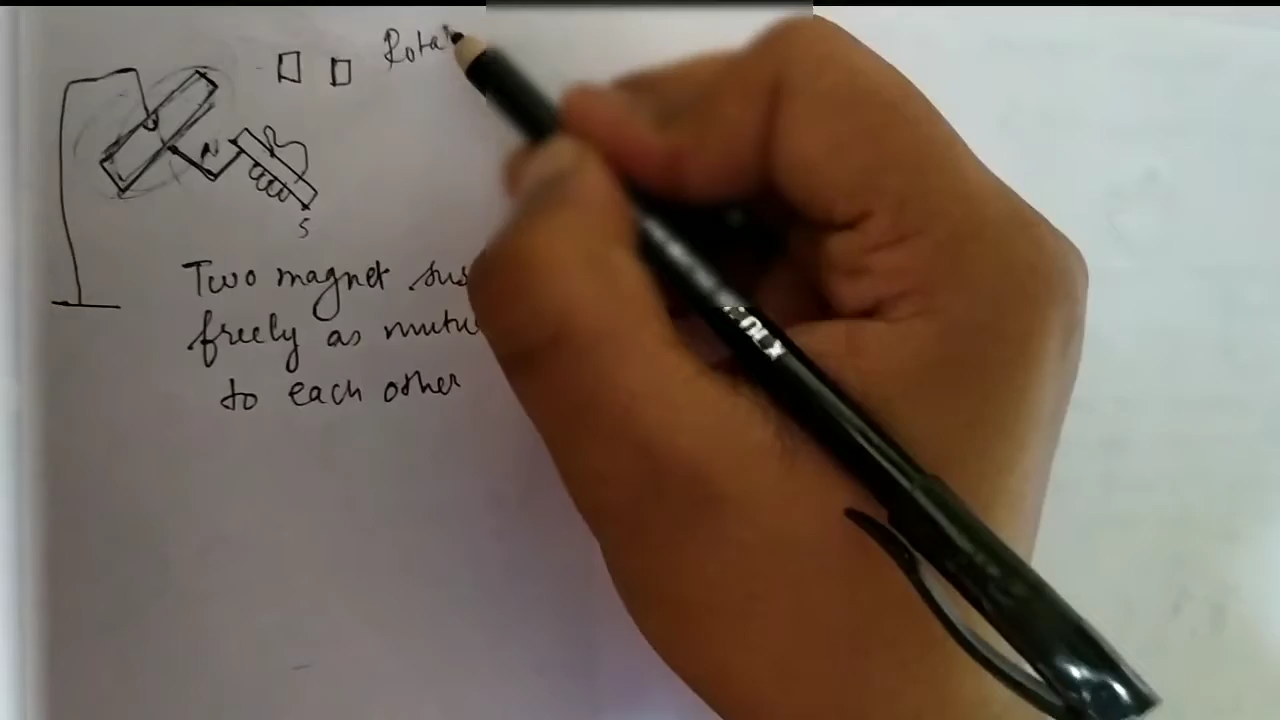 Rota
N
S
Two magnet sus
freely as mutu
to each other